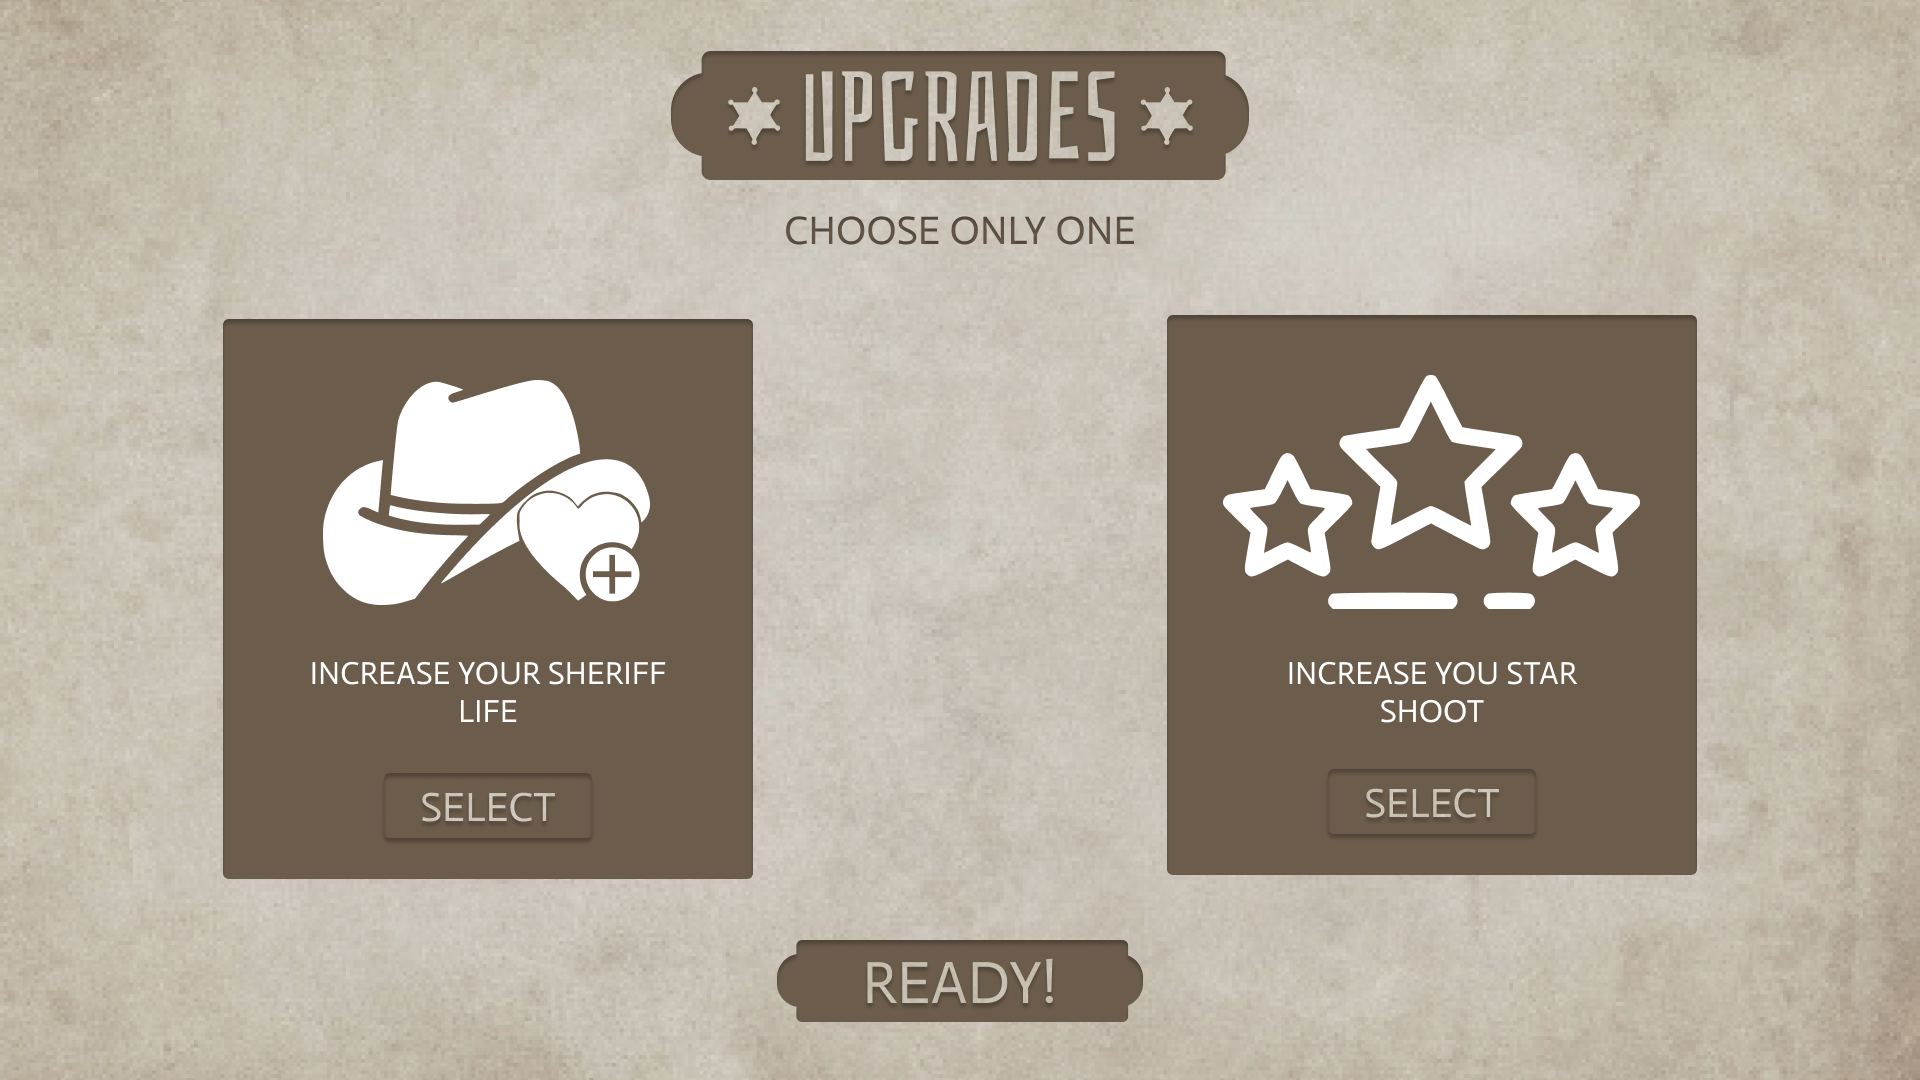 UPGRADES
CHOOSE ONLY ONE
INCREASE YOUR SHERIFF
LIFE
SELECT
INCREASE YOU STAR
SHOOT
SELECT
READY!